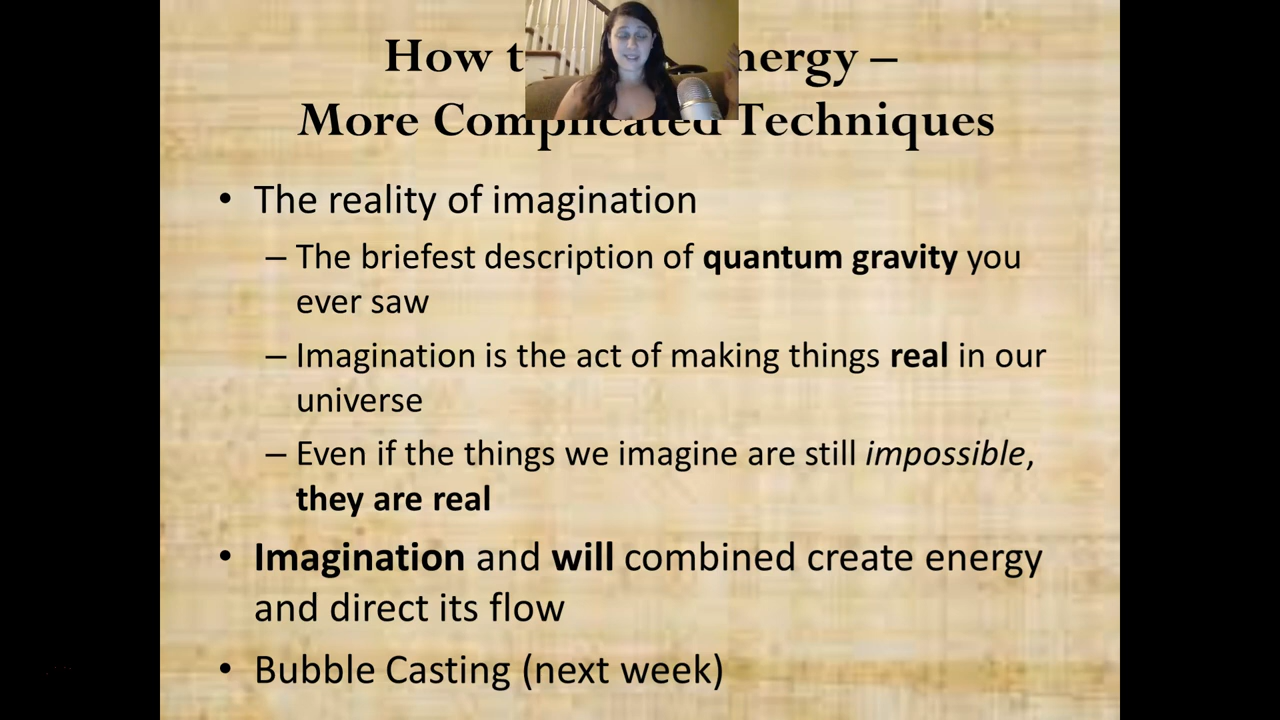 How t nergy –
More Complicated Techniques
• The reality of imagination
– The briefest description of quantum gravity you
ever saw
– Imagination is the act of making things real in our
universe
– Even if the things we imagine are still impossible,
they are real
• Imagination and will combined create energy
and direct its flow
• Bubble Casting (next week)